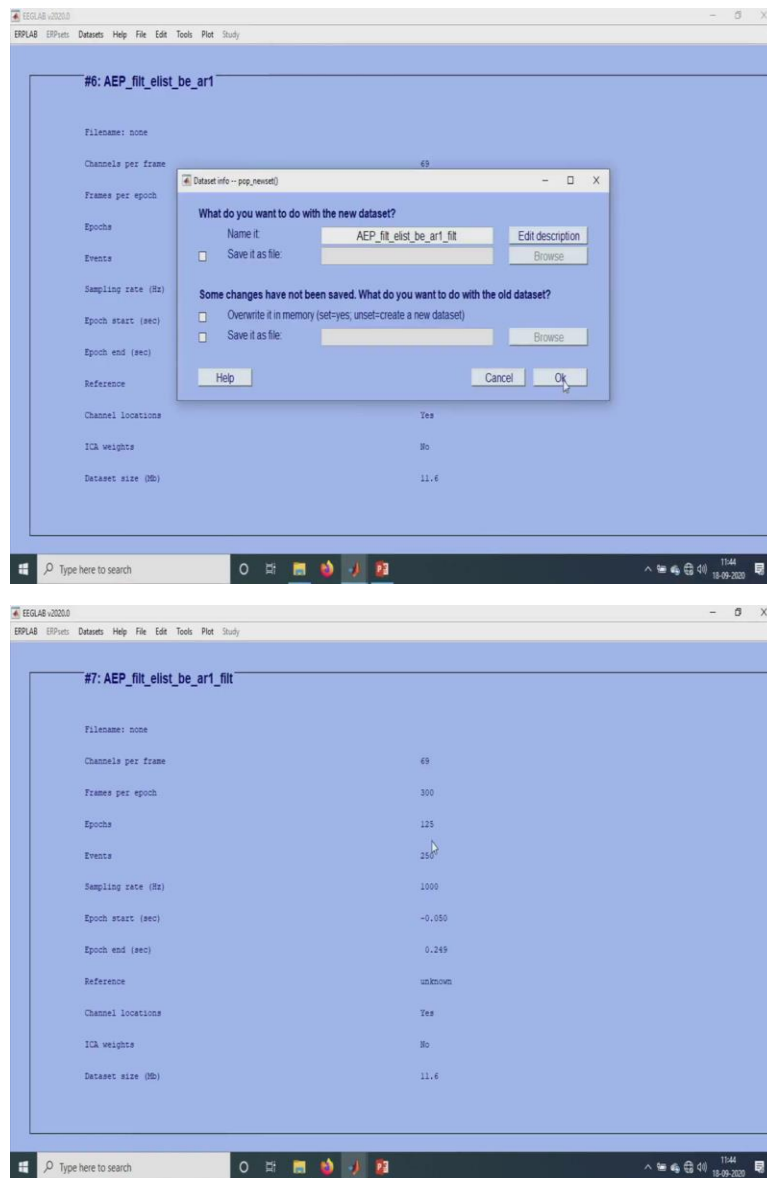 EEGLAB v2020.0
ERPLAB ERPsets Datasets Help File Edit Tools Plot Study
#6: AEP_filt_elist_be_ar1
Filename: none
Channels per frame 69
Frames per epoch
Epochs
Events
Sampling rate (Hz)
Epoch start (sec)
Epoch end (sec)
Reference
Channel locations Yes
ICA weights No
Dataset size (Mb) 11.6
Dataset info -- pop_newset()
What do you want to do with the new dataset?
Name it: AEP_filt_elist_be_ar1_filt Edit description
Save it as file: Browse
Some changes have not been saved. What do you want to do with the old dataset?
Overwrite it in memory (set=yes; unset=create a new dataset)
Save it as file: Browse
Help Cancel Ok
Type here to search
11:44
18-09-2020
EEGLAB v2020.0
ERPLAB ERPsets Datasets Help File Edit Tools Plot Study
#7: AEP_filt_elist_be_ar1_filt
Filename: none
Channels per frame 69
Frames per epoch 300
Epochs 125
Events 250
Sampling rate (Hz) 1000
Epoch start (sec) -0.050
Epoch end (sec) 0.249
Reference unknown
Channel locations Yes
ICA weights No
Dataset size (Mb) 11.6
Type here to search
11:44
18-09-2020